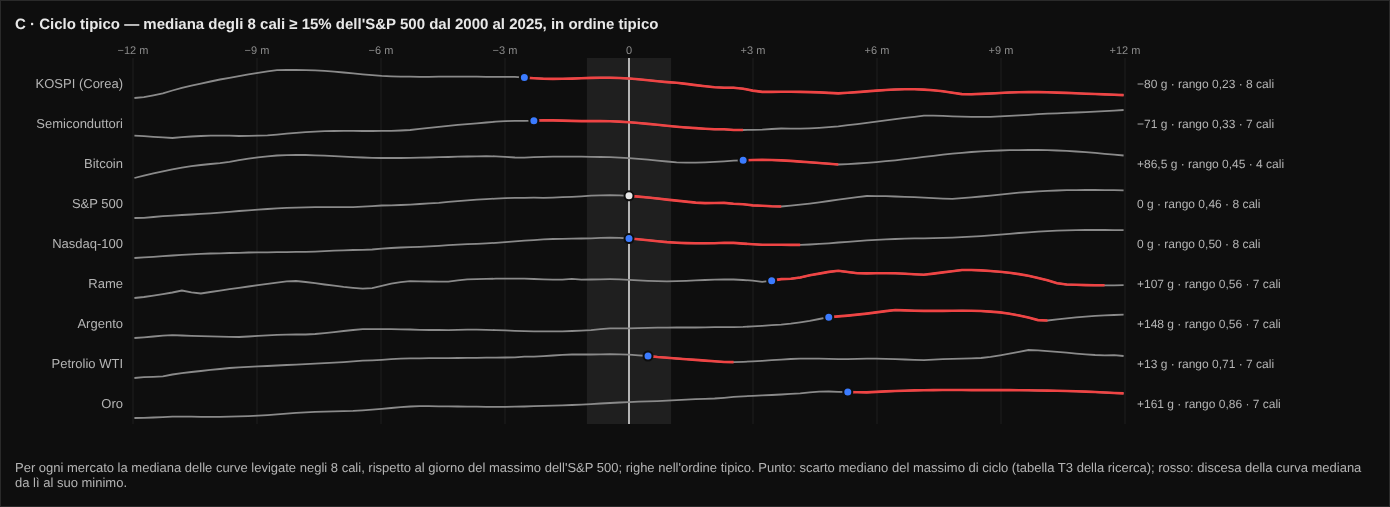 C · Ciclo tipico — mediana degli 8 cali ≥ 15% dell'S&P 500 dal 2000 al 2025, in ordine tipico
−12 m −9 m −6 m −3 m 0 +3 m +6 m +9 m +12 m
KOSPI (Corea) −80 g · rango 0,23 · 8 cali
Semiconduttori −71 g · rango 0,33 · 7 cali
Bitcoin +86,5 g · rango 0,45 · 4 cali
S&P 500 0 g · rango 0,46 · 8 cali
Nasdaq-100 0 g · rango 0,50 · 8 cali
Rame +107 g · rango 0,56 · 7 cali
Argento +148 g · rango 0,56 · 7 cali
Petrolio WTI +13 g · rango 0,71 · 7 cali
Oro +161 g · rango 0,86 · 7 cali
Per ogni mercato la mediana delle curve levigate negli 8 cali, rispetto al giorno del massimo dell'S&P 500; righe nell'ordine tipico. Punto: scarto mediano del massimo di ciclo (tabella T3 della ricerca); rosso: discesa della curva mediana
da lì al suo minimo.